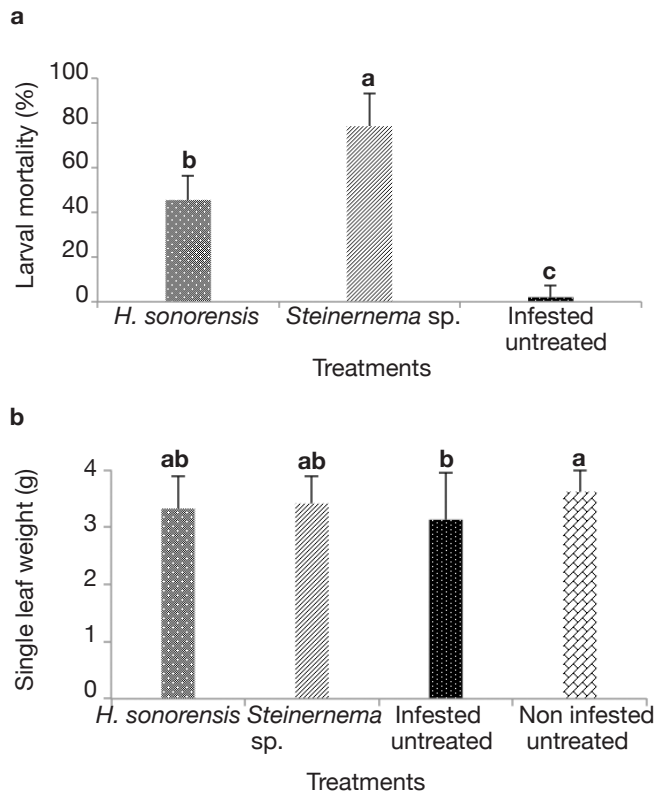 a
Larval mortality (%)
100
80
60
40
20
0
b
a
c
H. sonorensis
Steinernema sp.
Infested
untreated
Treatments
b
Single leaf weight (g)
4
3
2
1
0
ab
ab
b
a
H. sonorensis
Steinernema
sp.
Infested
untreated
Non infested
untreated
Treatments